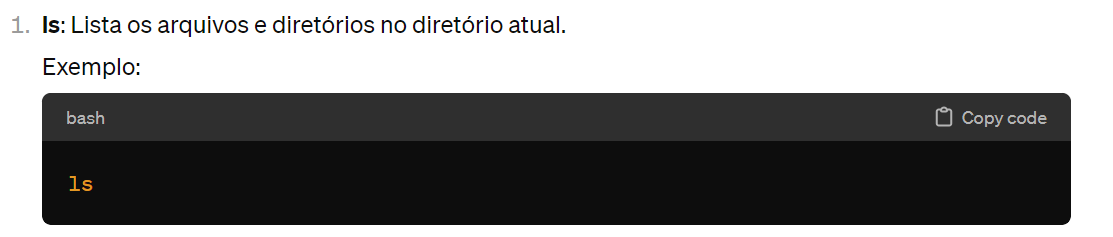 1. ls: Lista os arquivos e diretórios no diretório atual.
Exemplo:
bash Copy code
ls